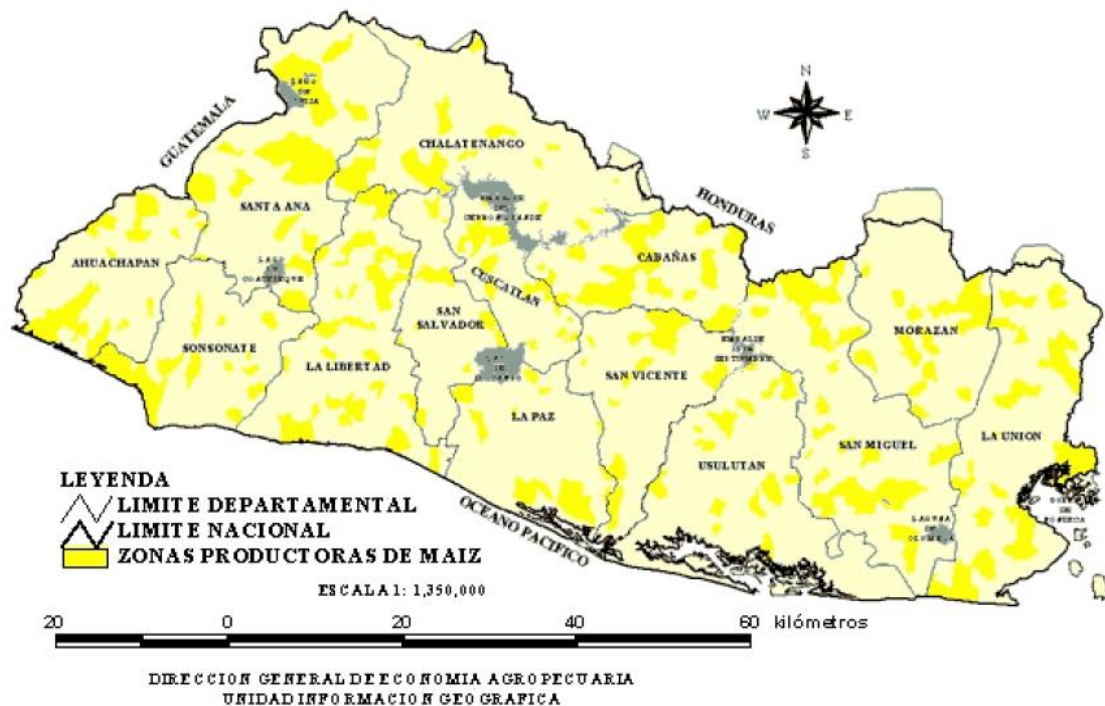 N
W E
S
GUATEMALA
CHALATENANGO
HONDURAS
SANTA ANA
AHUACHAPAN
CABAÑAS
CUSCATLAN
SAN
SALVADOR
MORAZAN
SONSONATE
LA LIBERTAD
SAN VICENTE
LA PAZ
SAN MIGUEL
LA UNION
USULUTAN
OCEANO PACIFICO
LEYENDA
LIMITE DEPARTAMENTAL
LIMITE NACIONAL
ZONAS PRODUCTORAS DE MAIZ
ESCALA 1: 1,350,000
20 0 20 40 60 kilómetros
DIRECCION GENERAL DE ECONOMIA AGROPECUARIA
UNIDAD INFORMACION GEOGRAFICA